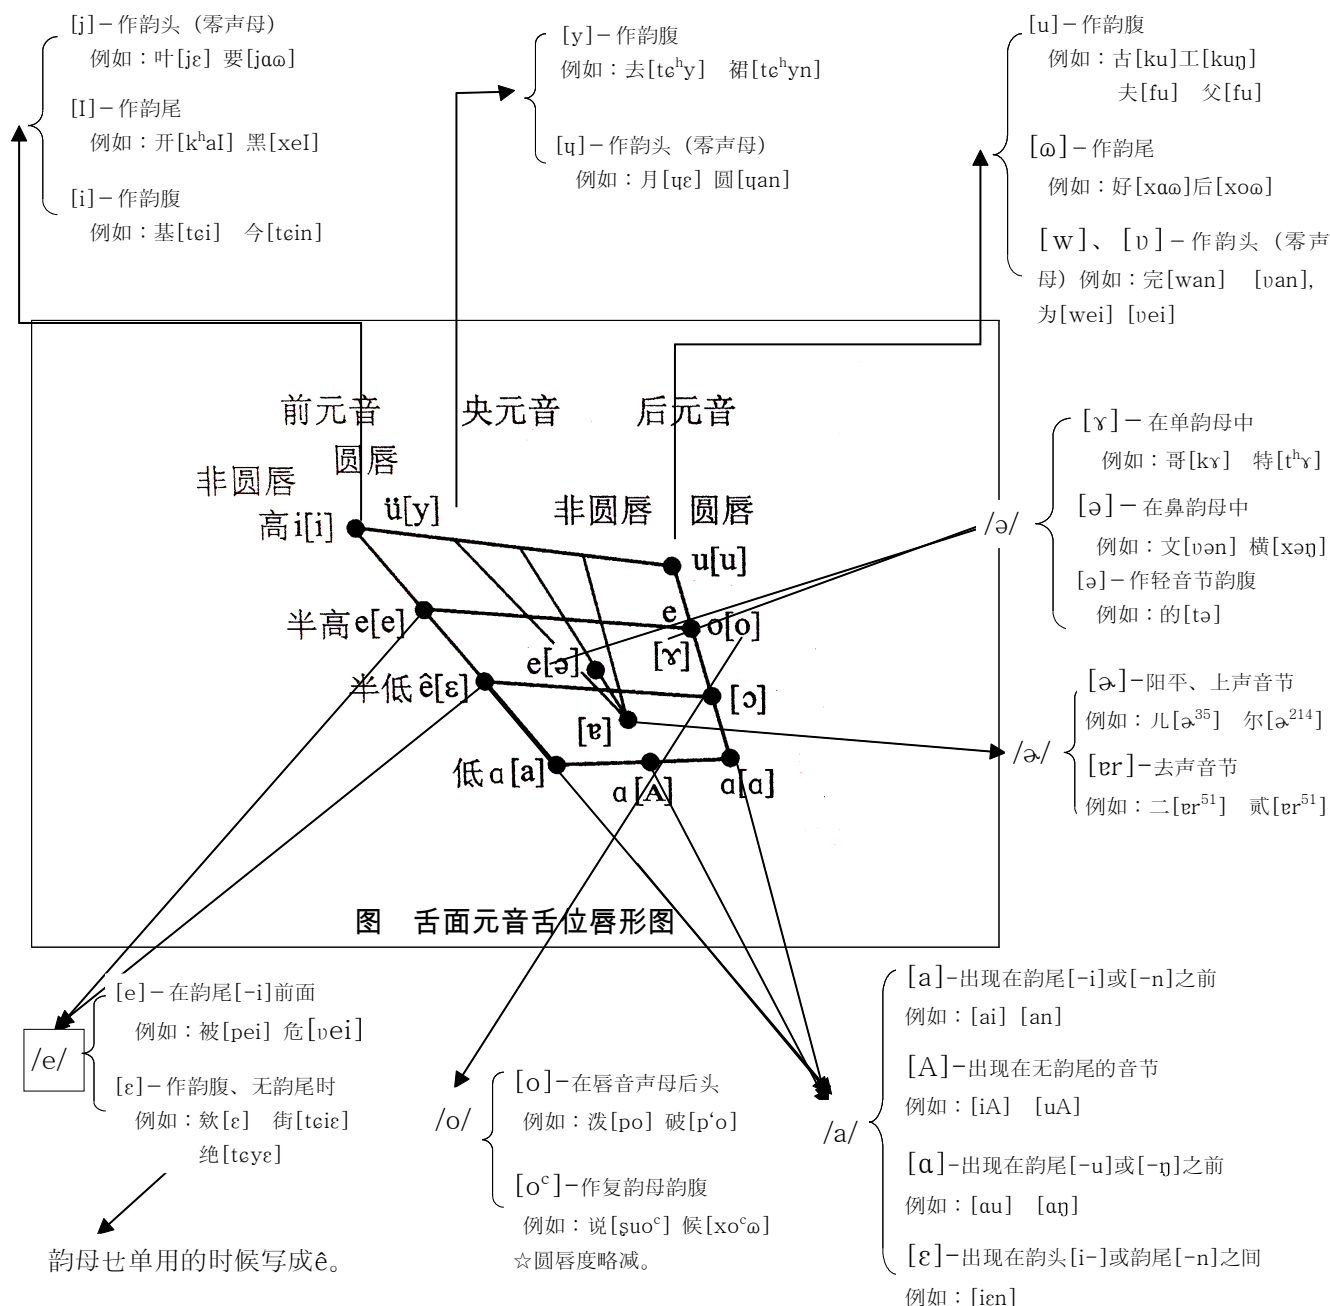 [j]－作韵头（零声母）
例如：叶[jɛ] 要[jɑɷ]
[I]－作韵尾
例如：开[kʰaI] 黑[xeI]
[i]－作韵腹
例如：基[tɕi] 今[tɕin]
[y]－作韵腹
例如：去[tɕʰy] 裙[tɕʰyn]
[ɥ]－作韵头（零声母）
例如：月[ɥɛ] 圆[ɥan]
[u]－作韵腹
例如：古[ku]工[kuŋ]
夫[fu] 父[fu]
[ɷ]－作韵尾
例如：好[xɑɷ]后[xoɷ]
[w]、[ʋ]－作韵头（零声
母）例如：完[wan] [ʋan],
为[wei] [ʋei]
前元音 央元音 后元音
非圆唇 圆唇
非圆唇 圆唇
高i[i] ü[y] u[u]
半高e[e] e[ɤ] o[o]
e[ə]
半低ê[ɛ] [ɔ]
[ɐ]
低ɑ[a] ɑ[A] ɑ[ɑ]
图 舌面元音舌位唇形图
/ə/
[ɤ]－在单韵母中
例如：哥[kɤ] 特[tʰɤ]
[ə]－在鼻韵母中
例如：文[ʋən] 横[xəŋ]
[ə]－作轻音节韵腹
例如：的[tə]
/ɚ/
[ɚ]－阳平、上声音节
例如：儿[ɚ³⁵] 尔[ɚ²¹⁴]
[ɐr]－去声音节
例如：二[ɐr⁵¹] 贰[ɐr⁵¹]
/e/
[e]－在韵尾[-i]前面
例如：被[pei] 危[ʋei]
[ɛ]－作韵腹、无韵尾时
例如：欸[ɛ] 街[tɕiɛ]
绝[tɕyɛ]
韵母ㄝ单用的时候写成ê。
/o/
[o]－在唇音声母后头
例如：泼[po] 破[p‘o]
[oᶜ]－作复韵母韵腹
例如：说[ʂuoᶜ] 候[xoᶜɷ]
☆圆唇度略减。
/a/
[a]－出现在韵尾[-i]或[-n]之前
例如：[ai] [an]
[A]－出现在无韵尾的音节
例如：[iA] [uA]
[ɑ]－出现在韵尾[-u]或[-ŋ]之前
例如：[ɑu] [ɑŋ]
[ɛ]－出现在韵头[i-]或韵尾[-n]之间
例如：[iɛn]